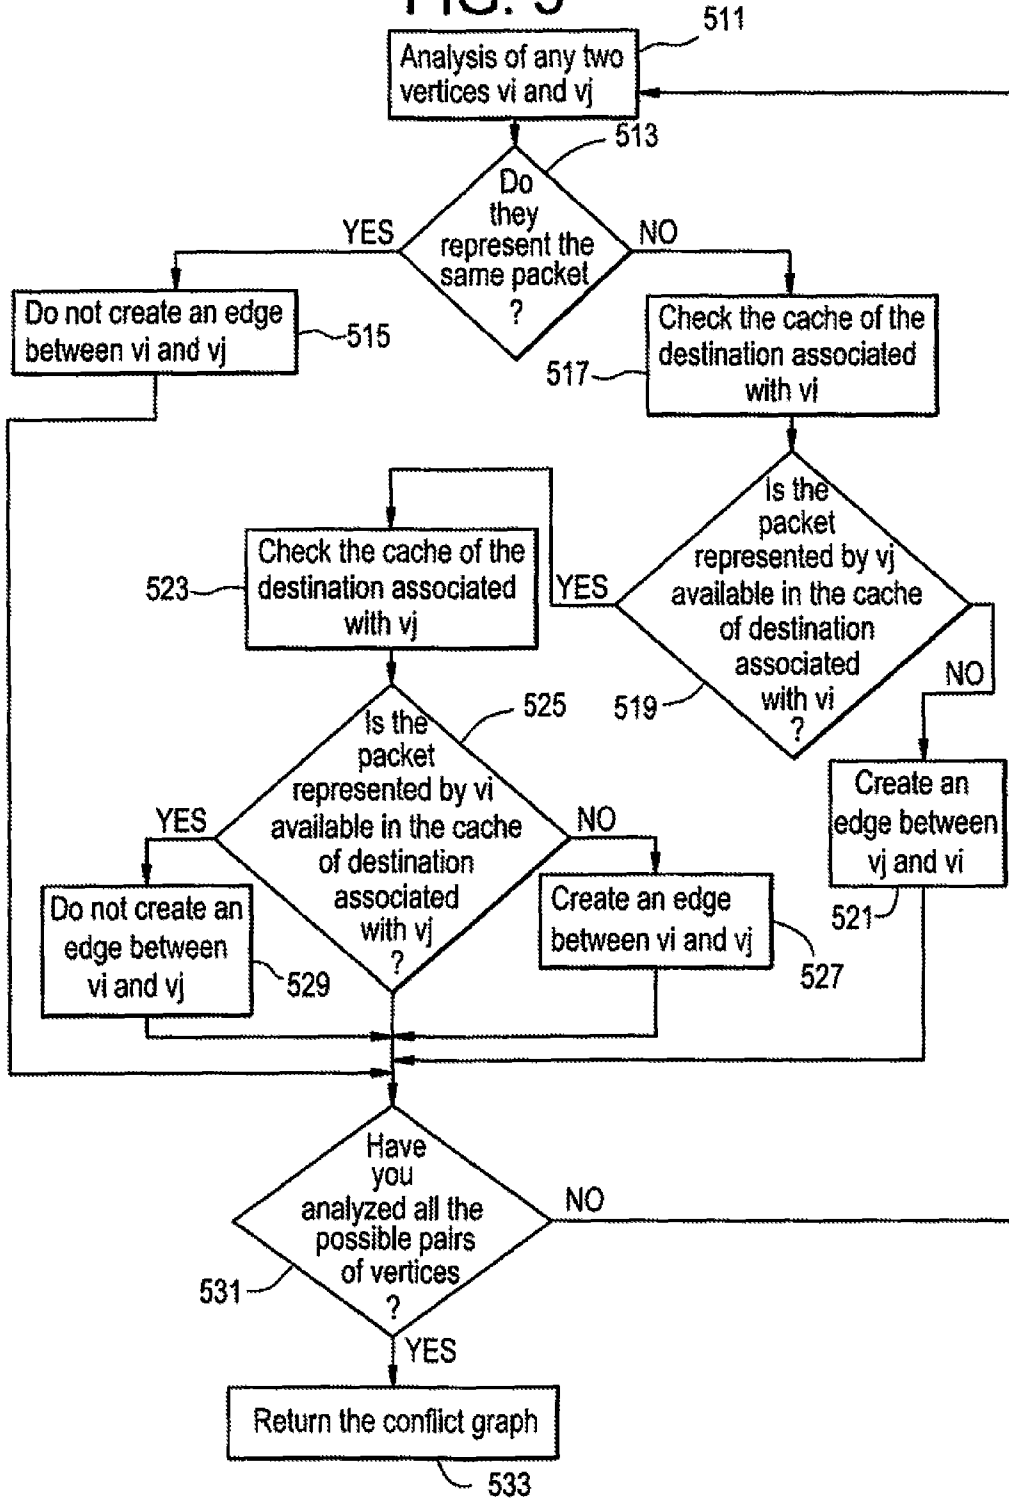 FIG. 5
511
Analysis of any two
vertices vi and vj
513
Do
they
represent the
same packet
?
YES
NO
Do not create an edge
between vi and vj
515
Check the cache of the
destination associated
with vi
517
Is the
packet
represented by vj
available in the cache
of destination
associated
with vi
?
519
YES
NO
Check the cache of the
destination associated
with vj
523
525
Is the
packet
represented by vi
available in the cache
of destination
associated
with vj
?
YES
NO
Create an
edge between
vj and vi
521
Do not create an
edge between
vi and vj
529
Create an edge
between vi and vj
527
Have
you
analyzed all the
possible pairs
of vertices
?
531
NO
YES
Return the conflict graph
533